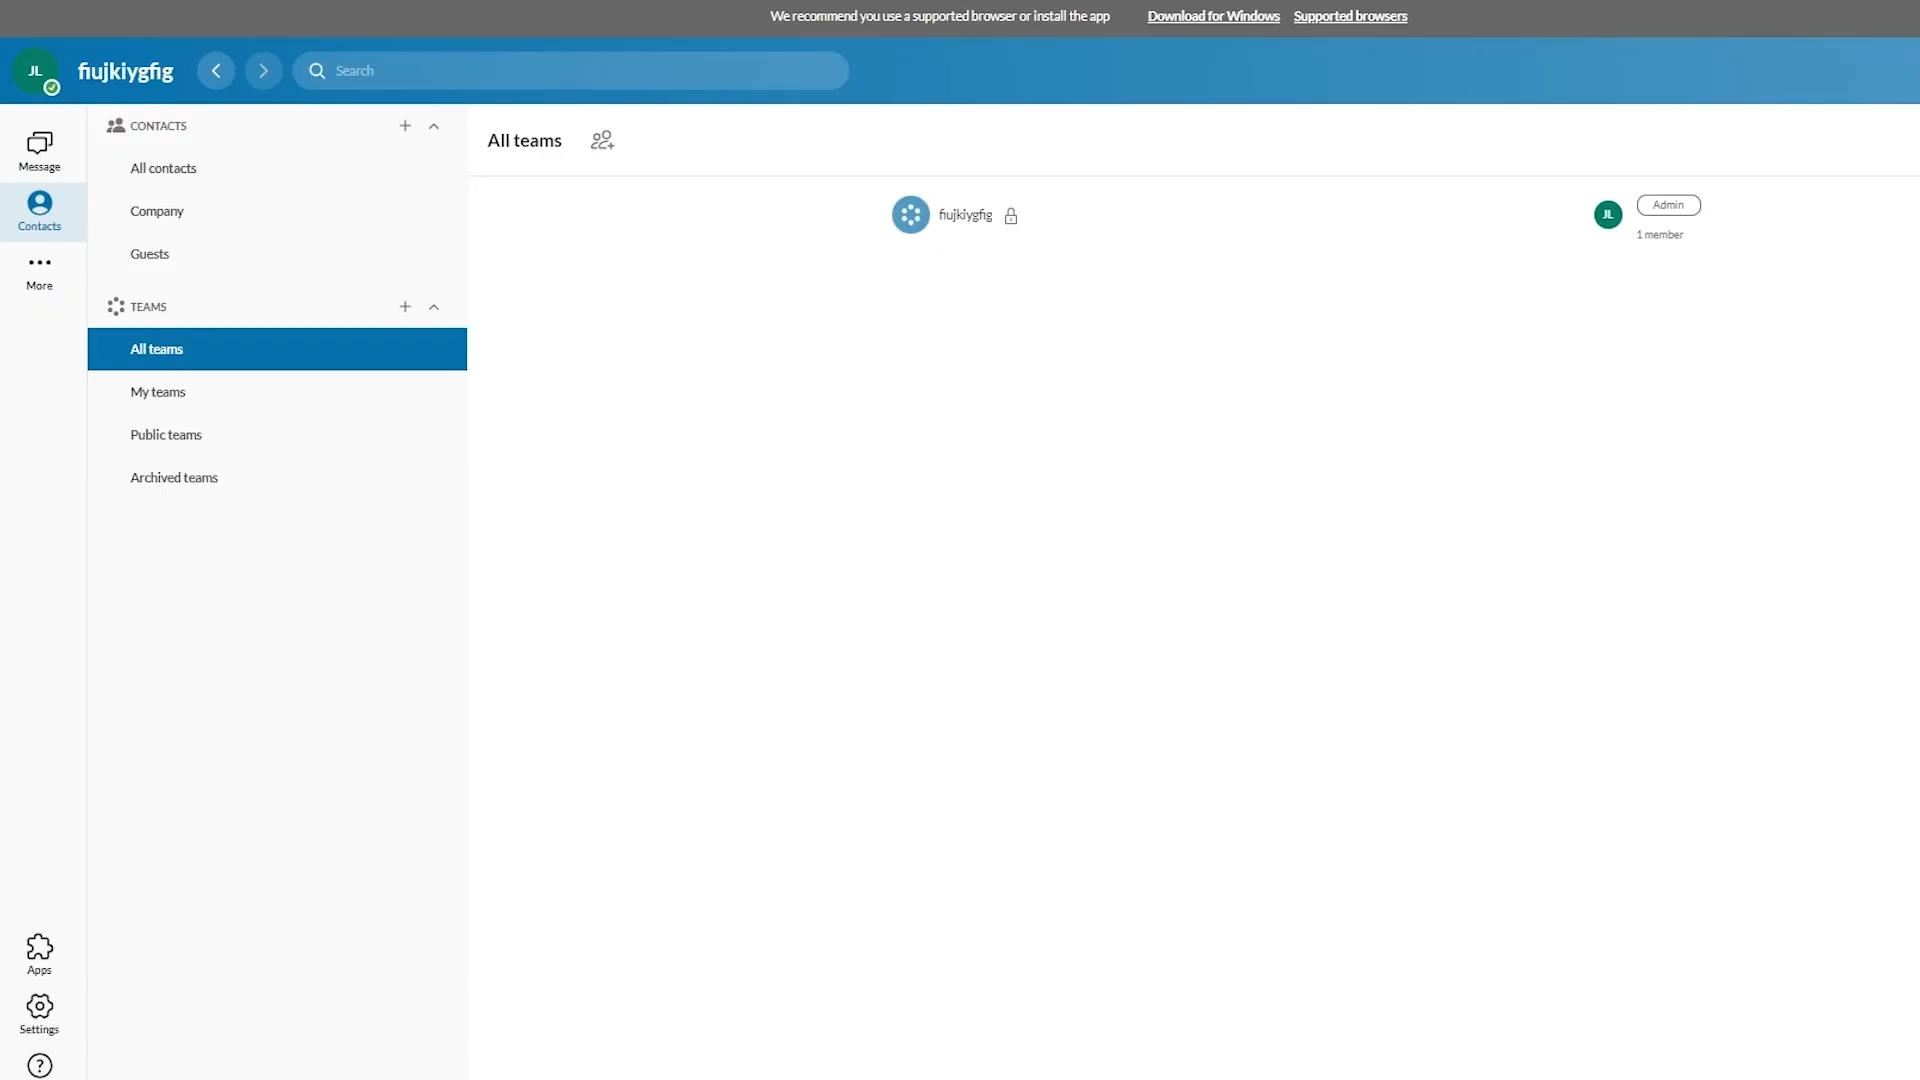 We recommend you use a supported browser or install the app Download for Windows Supported browsers
JL fiujkiygfig Search
Message
Contacts
More
Apps
Settings
?
CONTACTS
All contacts
Company
Guests
TEAMS
All teams
My teams
Public teams
Archived teams
All teams
fiujkiygfig
JL Admin
1 member